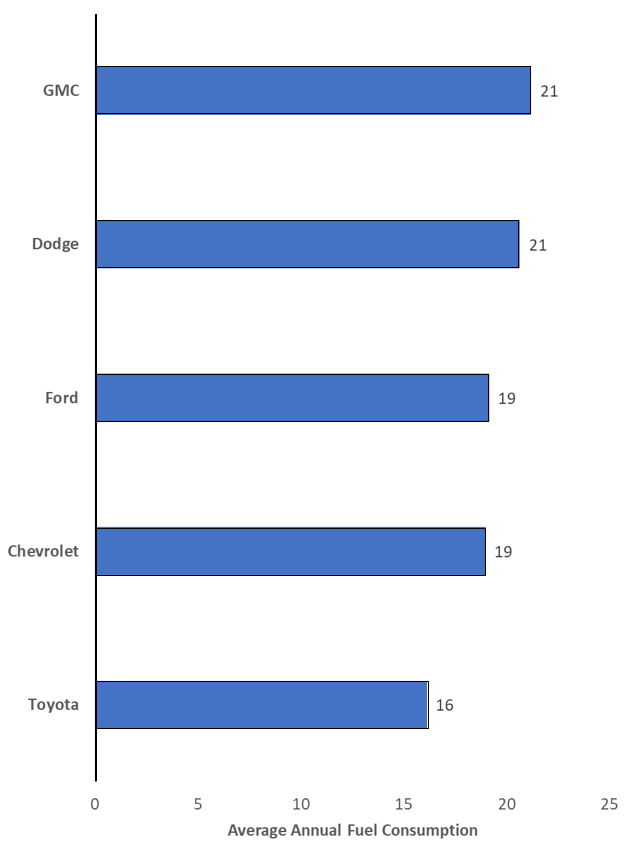 GMC 21
Dodge 21
Ford 19
Chevrolet 19
Toyota 16
0 5 10 15 20 25
Average Annual Fuel Consumption